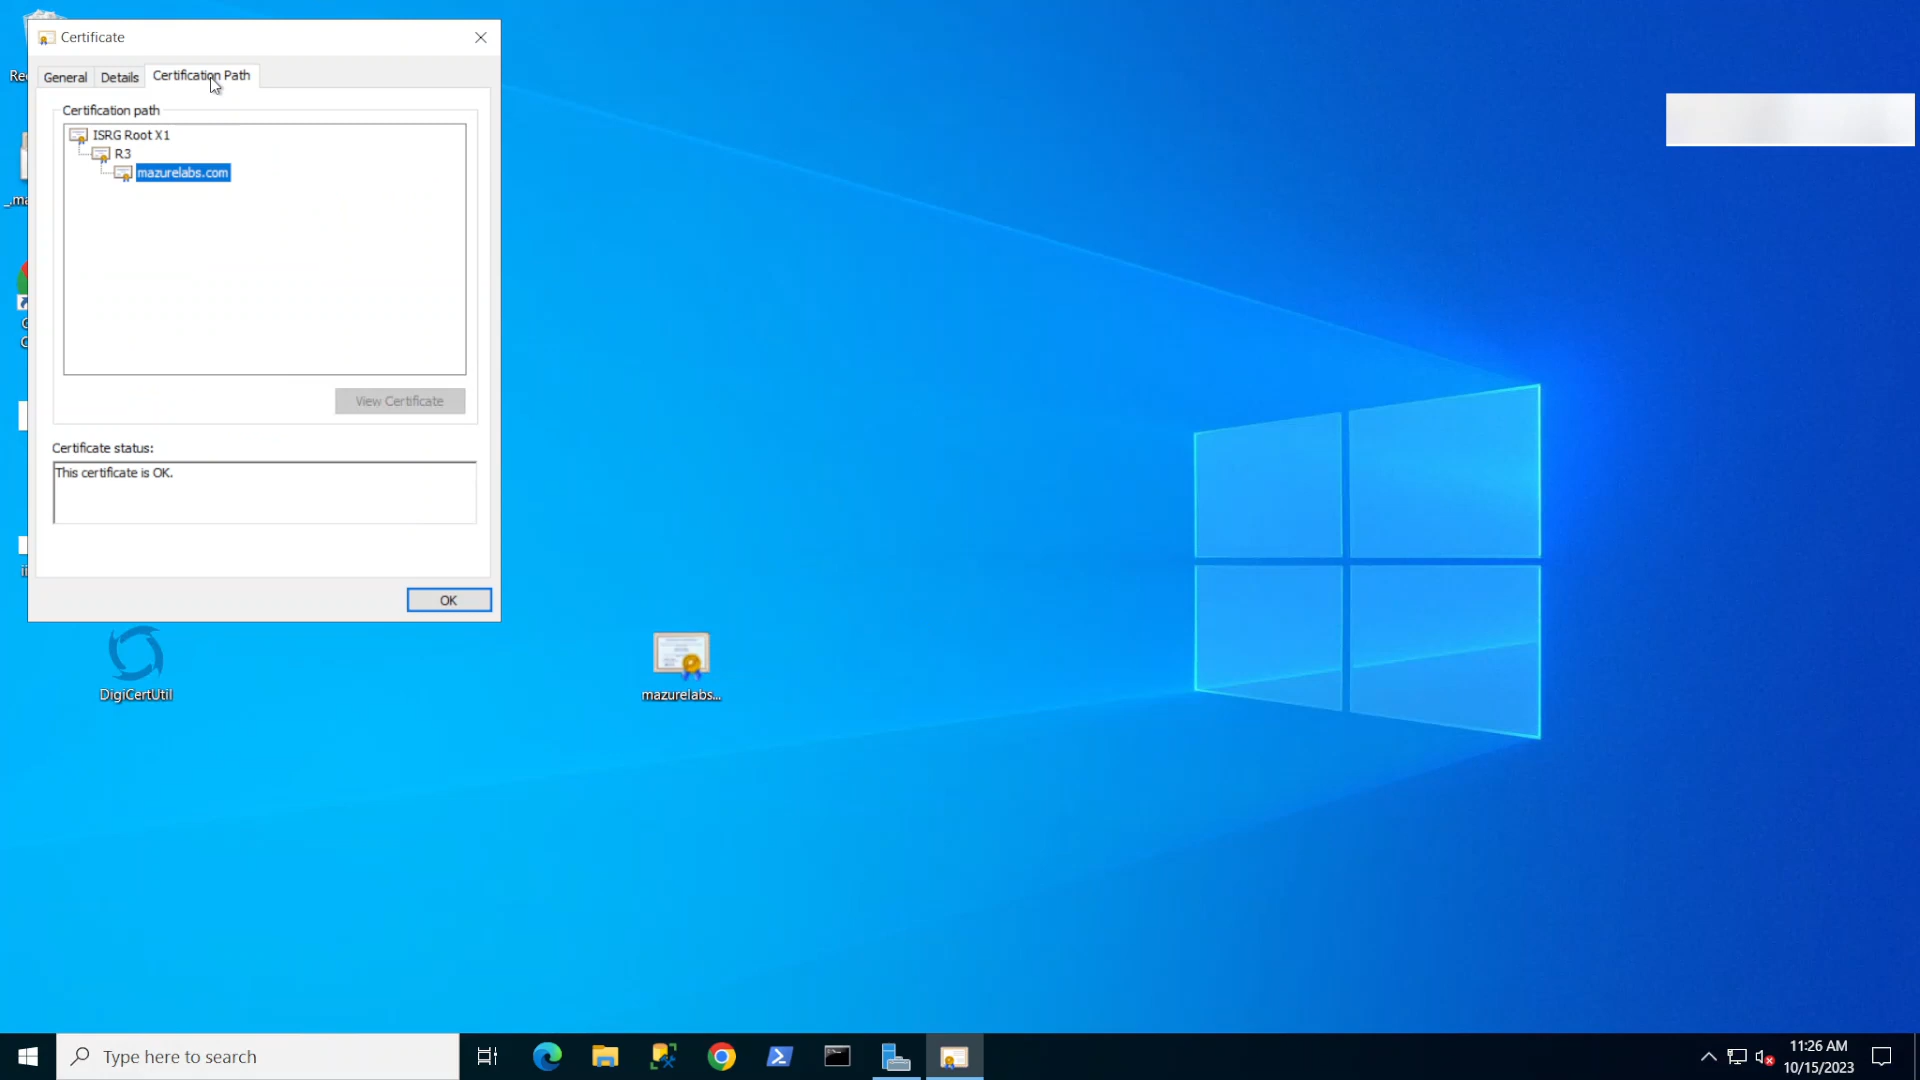 Certificate
General Details Certification Path
Certification path
ISRG Root X1
R3
mazurelabs.com
View Certificate
Certificate status:
This certificate is OK.
OK
DigiCertUtil
mazurelabs...
Type here to search
11:26 AM
10/15/2023